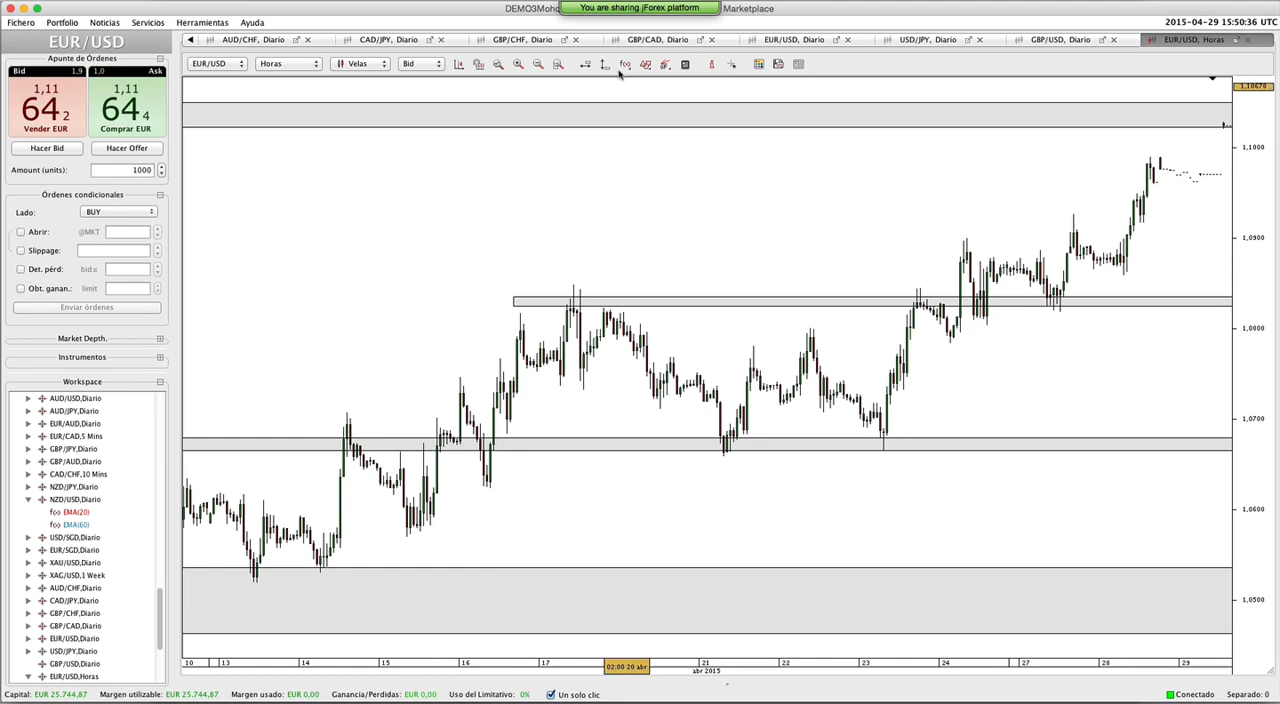 DEMO3Mohc
You are sharing jForex platform
Marketplace
Fichero Portfolio Noticias Servicios Herramientas Ayuda
2015-04-29 15:50:36 UTC
EUR/USD
AUD/CHF, Diario CAD/JPY, Diario GBP/CHF, Diario GBP/CAD, Diario EUR/USD, Diario USD/JPY, Diario GBP/USD, Diario EUR/USD, Horas
Apunte de Órdenes
EUR/USD Horas Velas Bid
Bid 1,9 1,0 Ask
1,11 1,11
64 2 64 4
Vender EUR Comprar EUR
Hacer Bid Hacer Offer
Amount (units): 1000
Órdenes condicionales
Lado: BUY
Abrir: @MKT
Slippage:
Det. pérd: bid≤
Obt. ganan.: limit
Enviar órdenes
Market Depth.
Instrumentos
Workspace
AUD/USD,Diario
AUD/JPY,Diario
EUR/AUD,Diario
EUR/CAD,5 Mins
GBP/JPY,Diario
GBP/AUD,Diario
CAD/CHF,10 Mins
NZD/JPY,Diario
NZD/USD,Diario
f(x) EMA(20)
f(x) EMA(60)
USD/SGD,Diario
EUR/SGD,Diario
XAU/USD,Diario
XAG/USD,1 Week
AUD/CHF,Diario
CAD/JPY,Diario
GBP/CHF,Diario
GBP/CAD,Diario
EUR/USD,Diario
USD/JPY,Diario
GBP/USD,Diario
EUR/USD,Horas
1,10670
1,1000
1,0900
1,0800
1,0700
1,0600
1,0500
10 13 14 15 16 17 02:00 20 abr 21 22 23 24 27 28 29
abr 2015
Capital: EUR 25.744,87 Margen utilizable: EUR 25.744,87 Margen usado: EUR 0,00 Ganancia/Perdidas: EUR 0,00 Uso del Limitativo: 0% Un solo clic Conectado Separado: 0